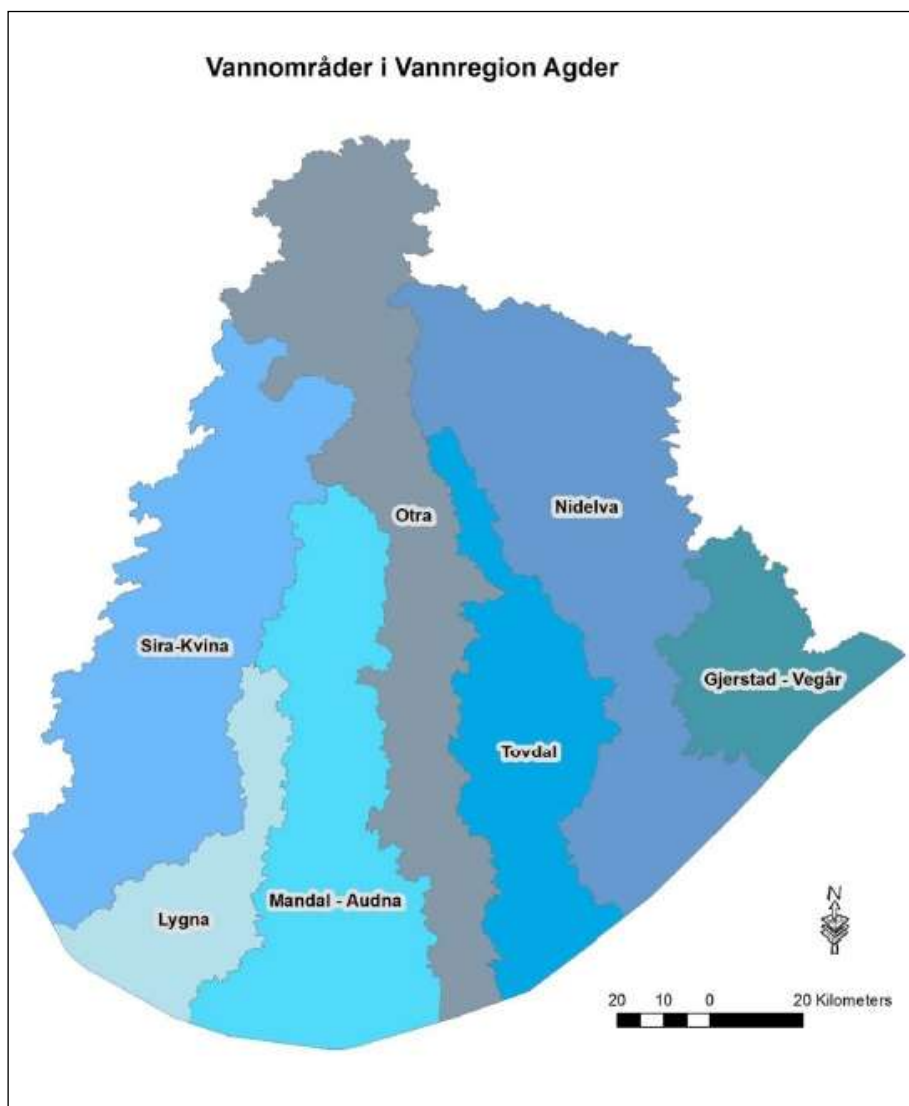 Vannområder i Vannregion Agder
Otra
Nidelva
Sira-Kvina
Gjerstad - Vegår
Tovdal
Mandal - Audna
Lygna
N
20 10 0 20 Kilometers